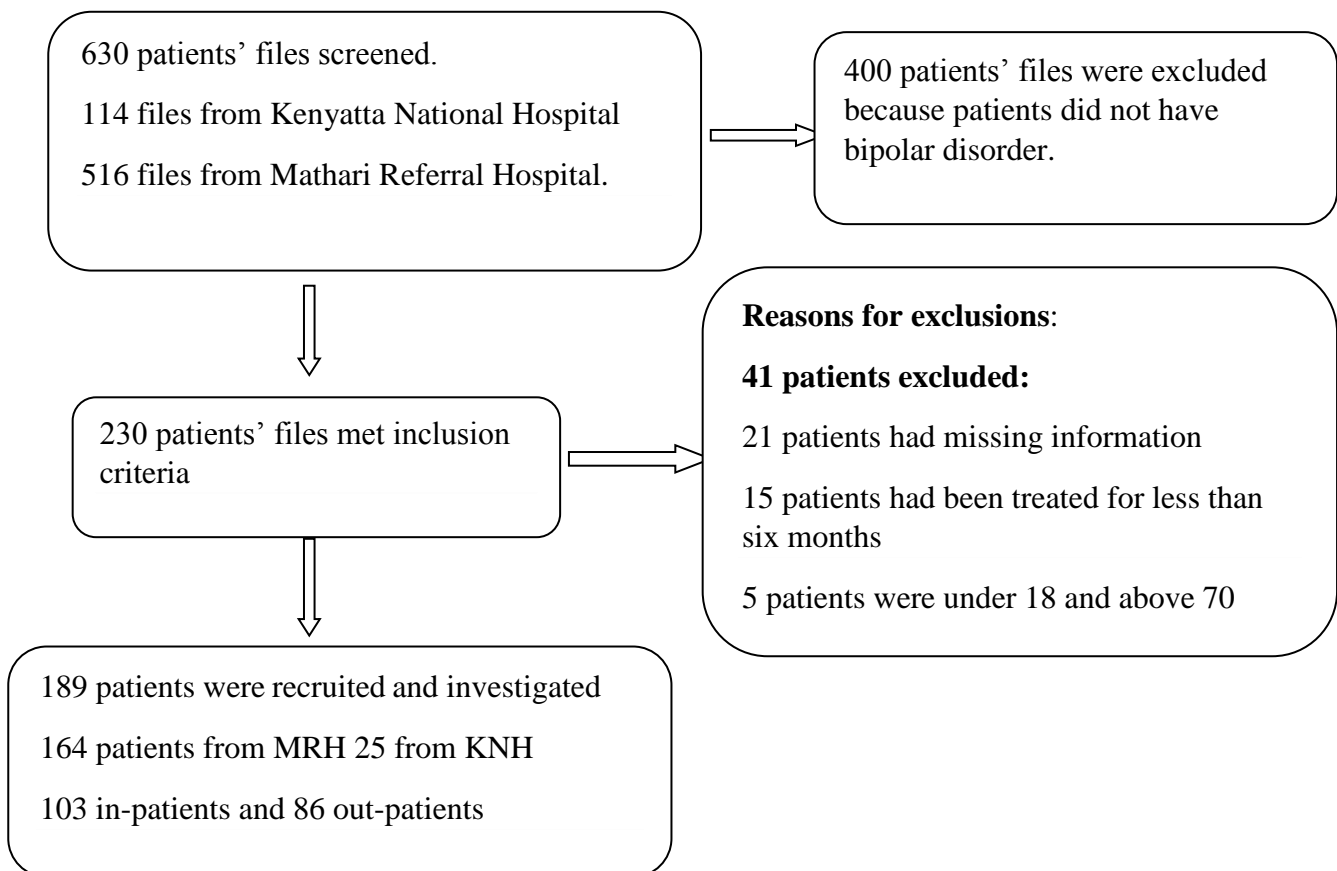 630 patients’ files screened.
114 files from Kenyatta National Hospital
516 files from Mathari Referral Hospital.
400 patients’ files were excluded
because patients did not have
bipolar disorder.
230 patients’ files met inclusion
criteria
Reasons for exclusions:
41 patients excluded:
21 patients had missing information
15 patients had been treated for less than
six months
5 patients were under 18 and above 70
189 patients were recruited and investigated
164 patients from MRH 25 from KNH
103 in-patients and 86 out-patients